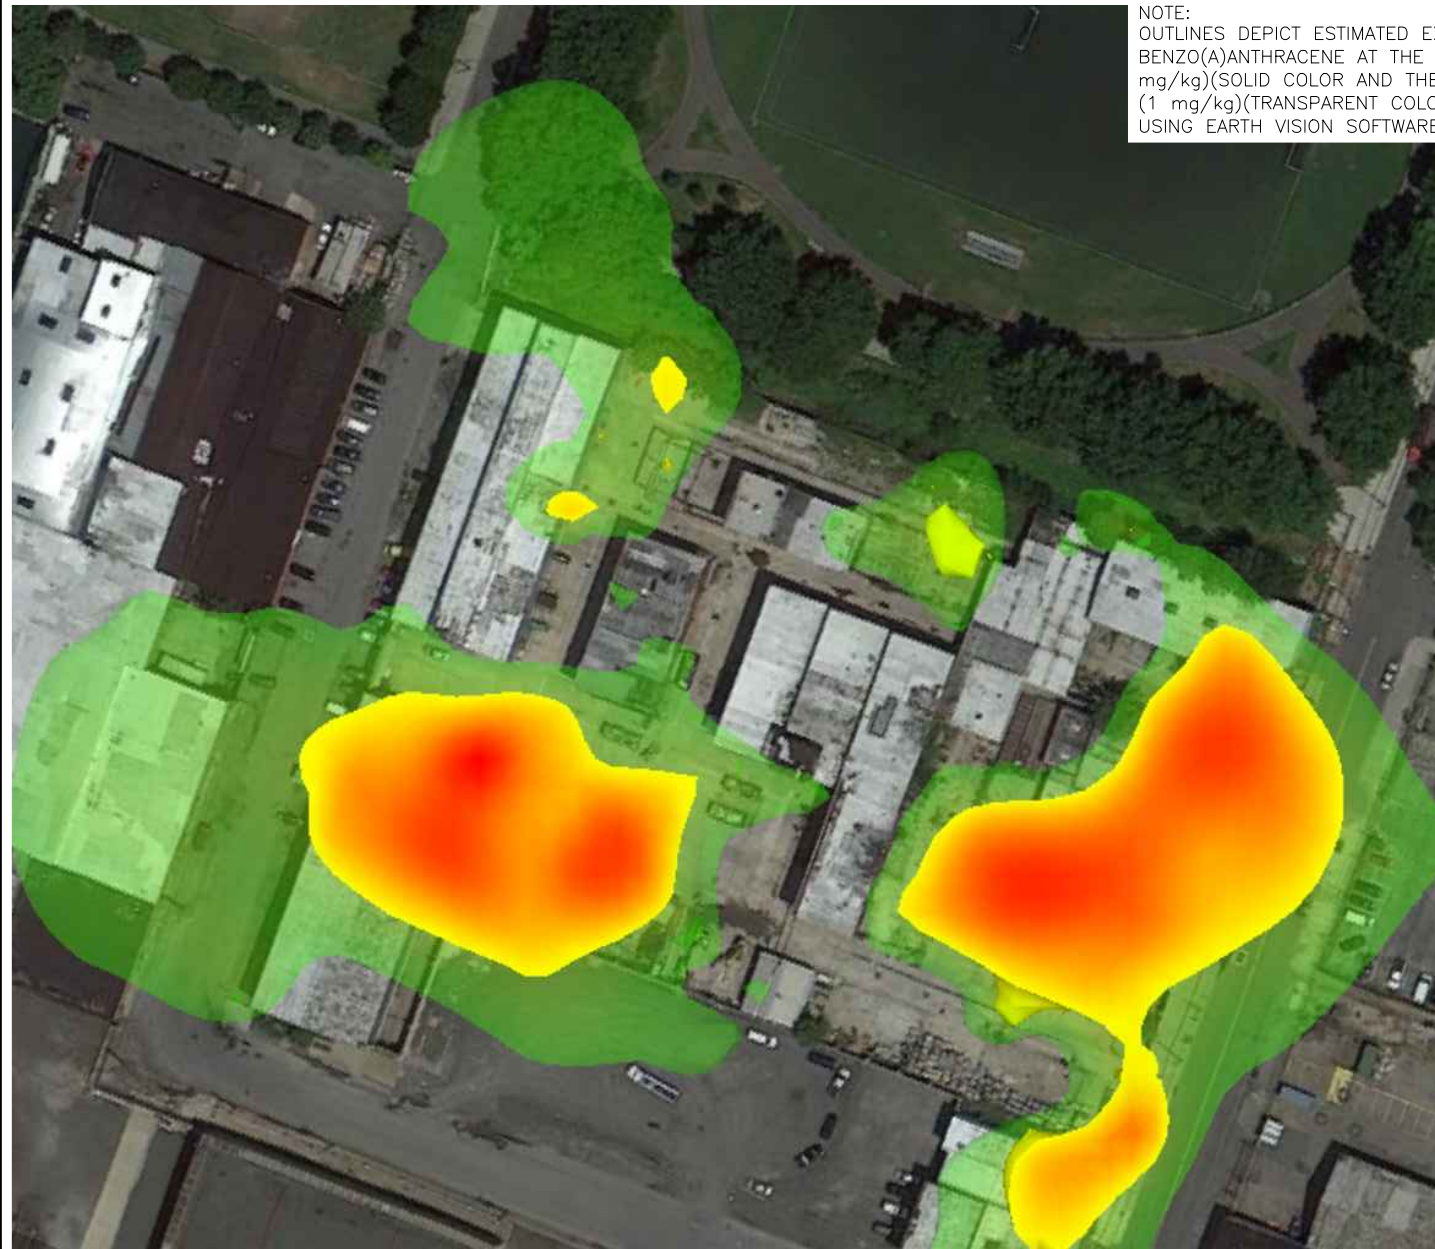 NOTE:
OUTLINES DEPICT ESTIMATED
BENZO(A)ANTHRACENE AT THE
mg/kg)(SOLID COLOR AND THE
(1 mg/kg)(TRANSPARENT
USING EARTH VISION SOFTWARE